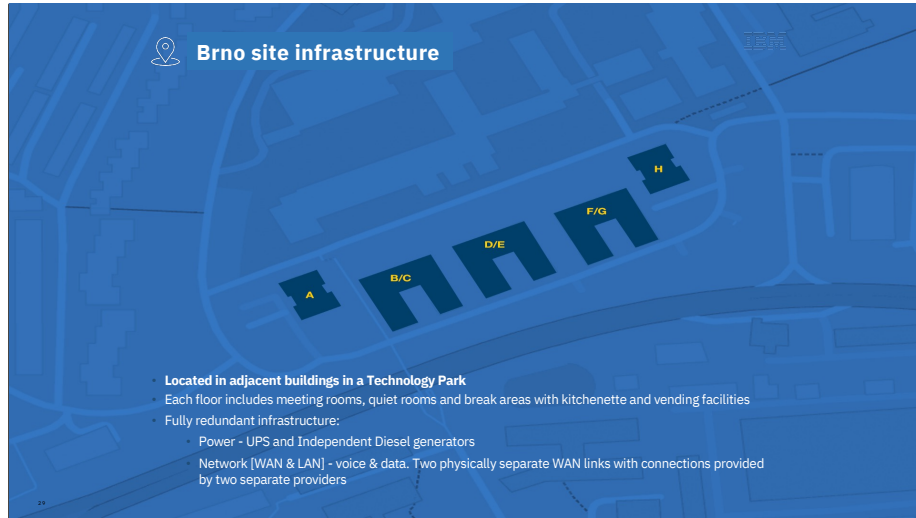 Brno site infrastructure
IBM
H
F/G
D/E
B/C
A
Located in adjacent buildings in a Technology Park
Each floor includes meeting rooms, quiet rooms and break areas with kitchenette and vending facilities
Fully redundant infrastructure:
Power - UPS and Independent Diesel generators
Network [WAN & LAN] - voice & data. Two physically separate WAN links with connections provided
by two separate providers
29